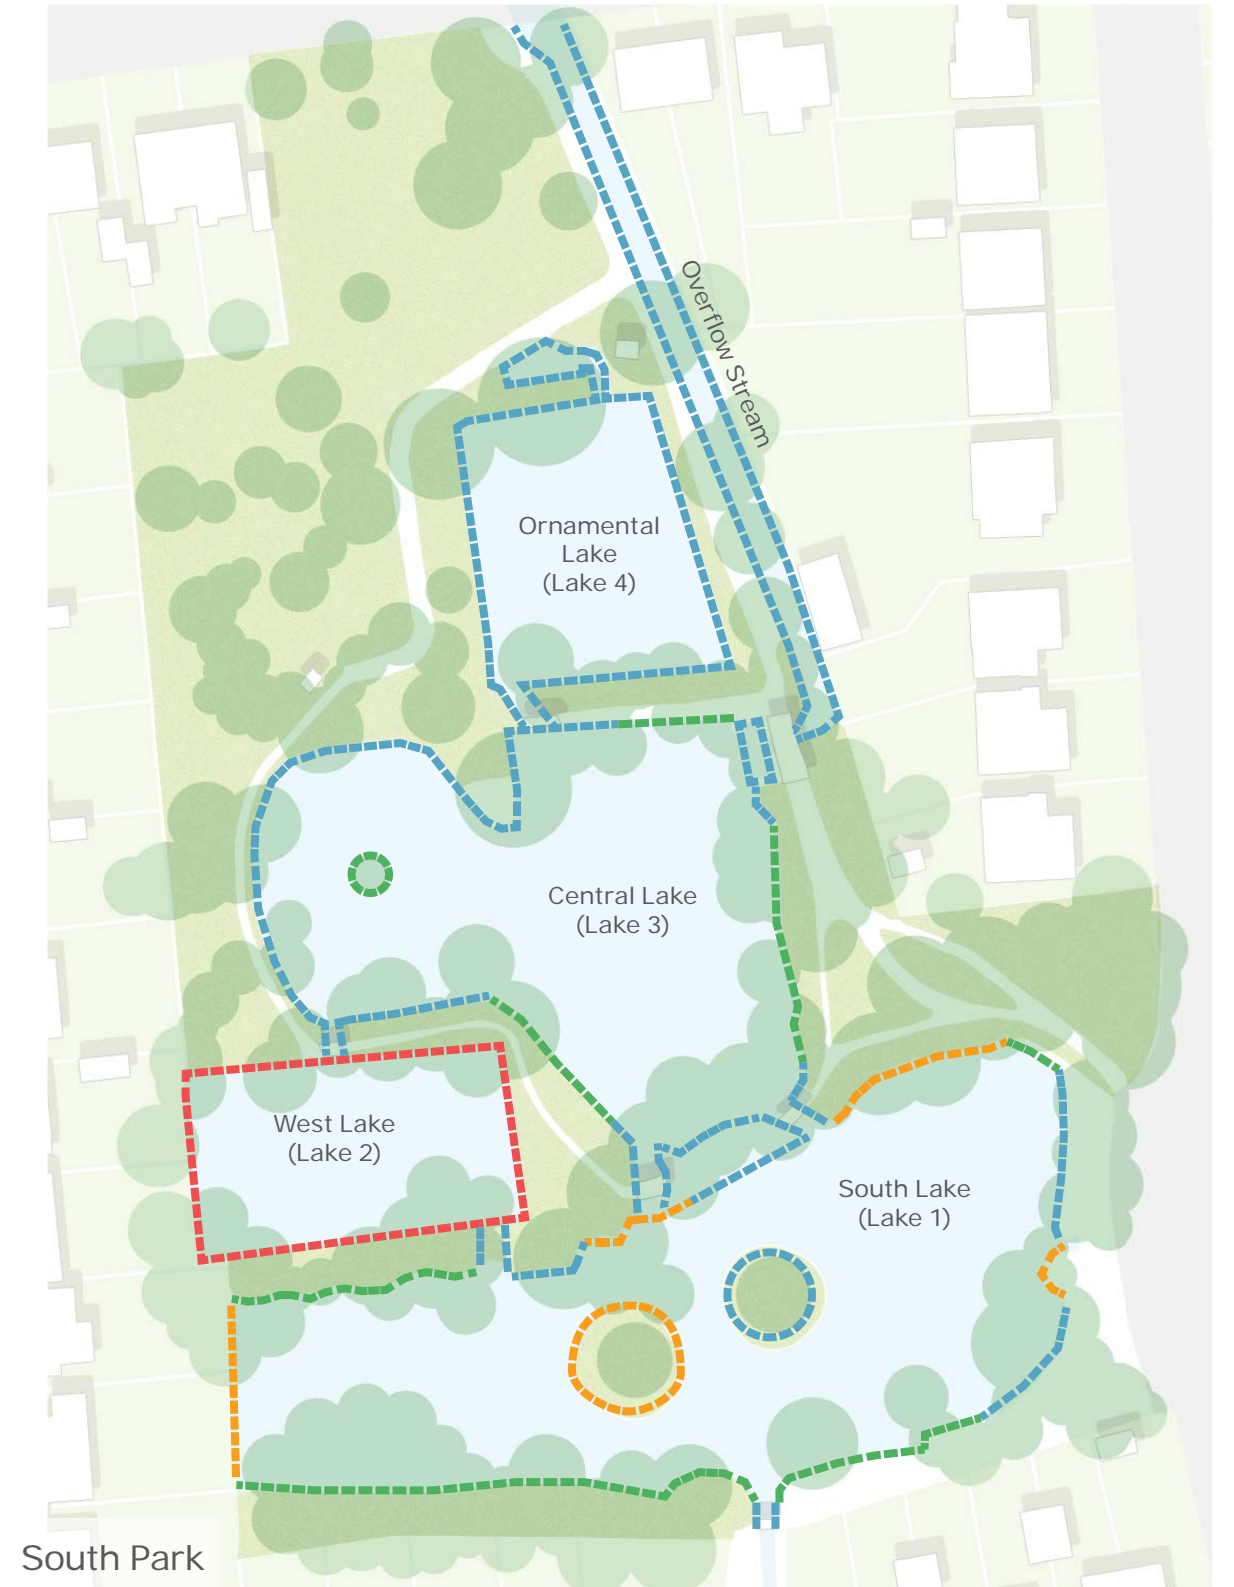 Overflow Stream
Ornamental
Lake
(Lake 4)
Central Lake
(Lake 3)
West Lake
(Lake 2)
South Lake
(Lake 1)
South Park